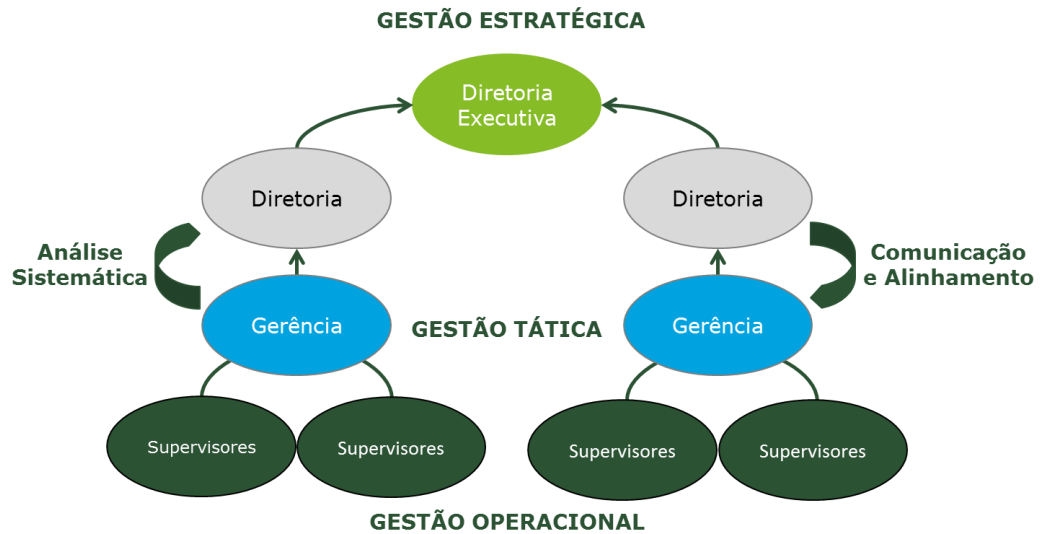 GESTÃO ESTRATÉGICA
Diretoria
Executiva
Diretoria
Diretoria
Análise
Sistemática
Comunicação
e Alinhamento
Gerência
GESTÃO TÁTICA
Gerência
Supervisores
Supervisores
Supervisores
Supervisores
GESTÃO OPERACIONAL